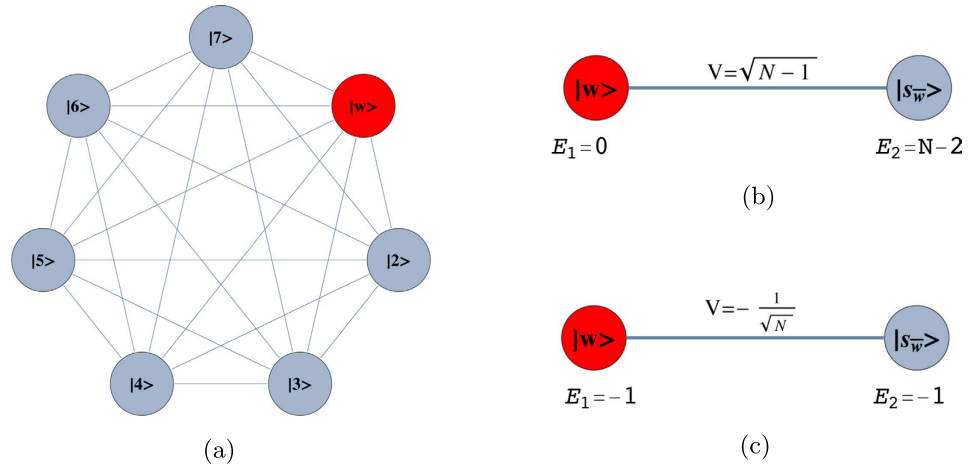 |7>
|6>
|w>
|5>
|2>
|4>
|3>
(a)
V=√N − 1
|w>
|s_w̅>
E₁=0
E₂=N−2
(b)
V=− 1/√N
|w>
|s_w̅>
E₁=−1
E₂=−1
(c)